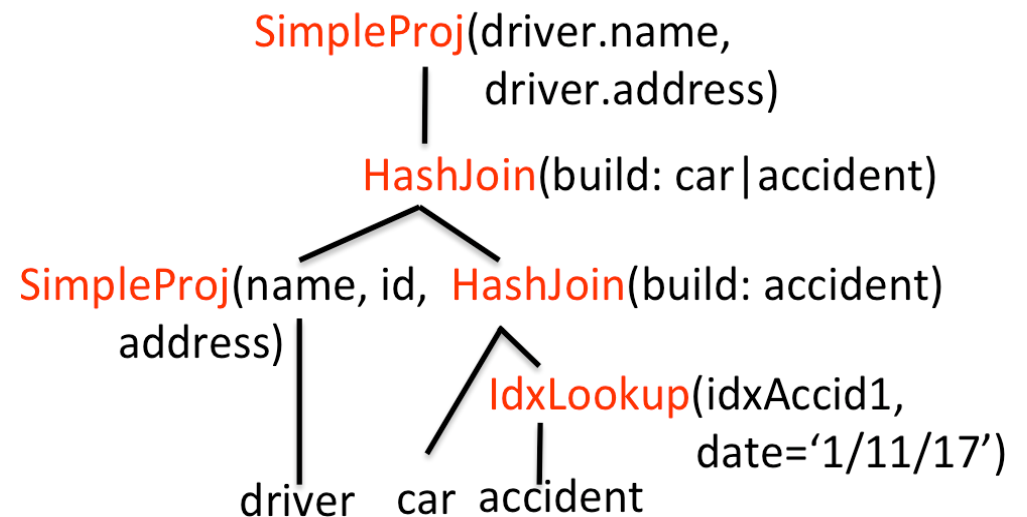 SimpleProj(driver.name,
driver.address)
HashJoin(build: car|accident)
SimpleProj(name, id,
address)
HashJoin(build: accident)
IdxLookup(idxAccid1,
date=‘1/11/17’)
driver
car
accident